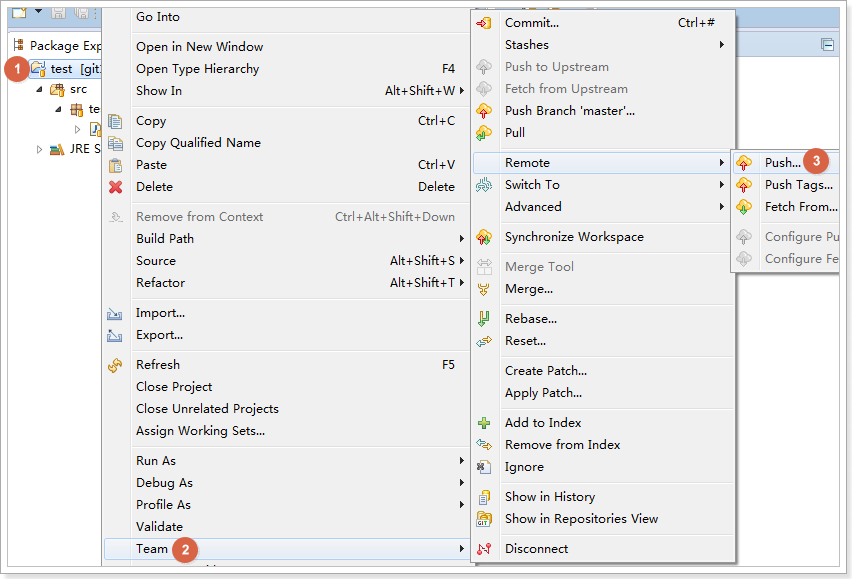 Package Exp
1
test [git
src
te
JRE S
Go Into
Open in New Window
Open Type Hierarchy F4
Show In Alt+Shift+W
Copy Ctrl+C
Copy Qualified Name
Paste Ctrl+V
Delete Delete
Remove from Context Ctrl+Alt+Shift+Down
Build Path
Source Alt+Shift+S
Refactor Alt+Shift+T
Import...
Export...
Refresh F5
Close Project
Close Unrelated Projects
Assign Working Sets...
Run As
Debug As
Profile As
Validate
Team 2
Commit... Ctrl+#
Stashes
Push to Upstream
Fetch from Upstream
Push Branch 'master'...
Pull
Remote
Switch To
Advanced
Synchronize Workspace
Merge Tool
Merge...
Rebase...
Reset...
Create Patch...
Apply Patch...
Add to Index
Remove from Index
Ignore
Show in History
GIT Show in Repositories View
Disconnect
Push... 3
Push Tags...
Fetch From...
Configure Pu
Configure Fe